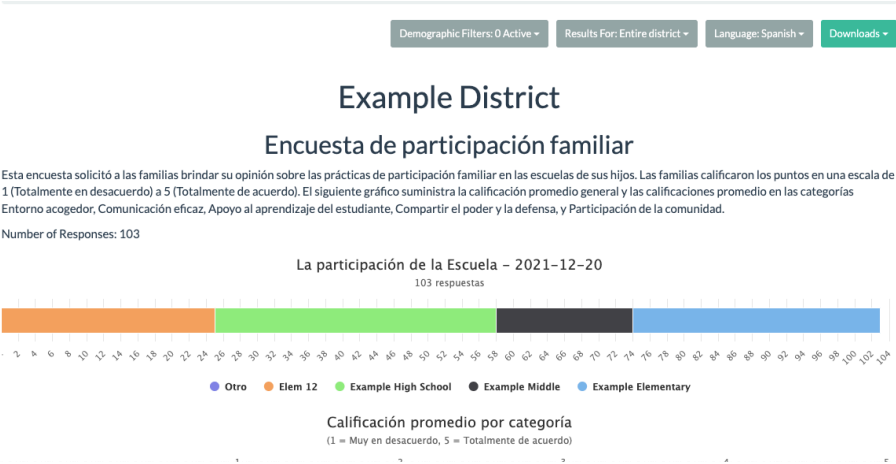 Demographic Filters: 0 Active Results For: Entire district Language: Spanish Downloads
Example District
Encuesta de participación familiar
Esta encuesta solicitó a las familias brindar su opinión sobre las prácticas de participación familiar en las escuelas de sus hijos. Las familias calificaron los puntos en una escala de
1 (Totalmente en desacuerdo) a 5 (Totalmente de acuerdo). El siguiente gráfico suministra la calificación promedio general y las calificaciones promedio en las categorías
Entorno acogedor, Comunicación eficaz, Apoyo al aprendizaje del estudiante, Compartir el poder y la defensa, y Participación de la comunidad.
Number of Responses: 103
La participación de la Escuela – 2021-12-20
103 respuestas
2 4 6 8 10 12 14 16 18 20 22 24 26 28 30 32 34 36 38 40 42 44 46 48 50 52 54 56 58 60 62 64 66 68 70 72 74 76 78 80 82 84 86 88 90 92 94 96 98 100 102 104
Otro Elem 12 Example High School Example Middle Example Elementary
Calificación promedio por categoría
(1 = Muy en desacuerdo, 5 = Totalmente de acuerdo)